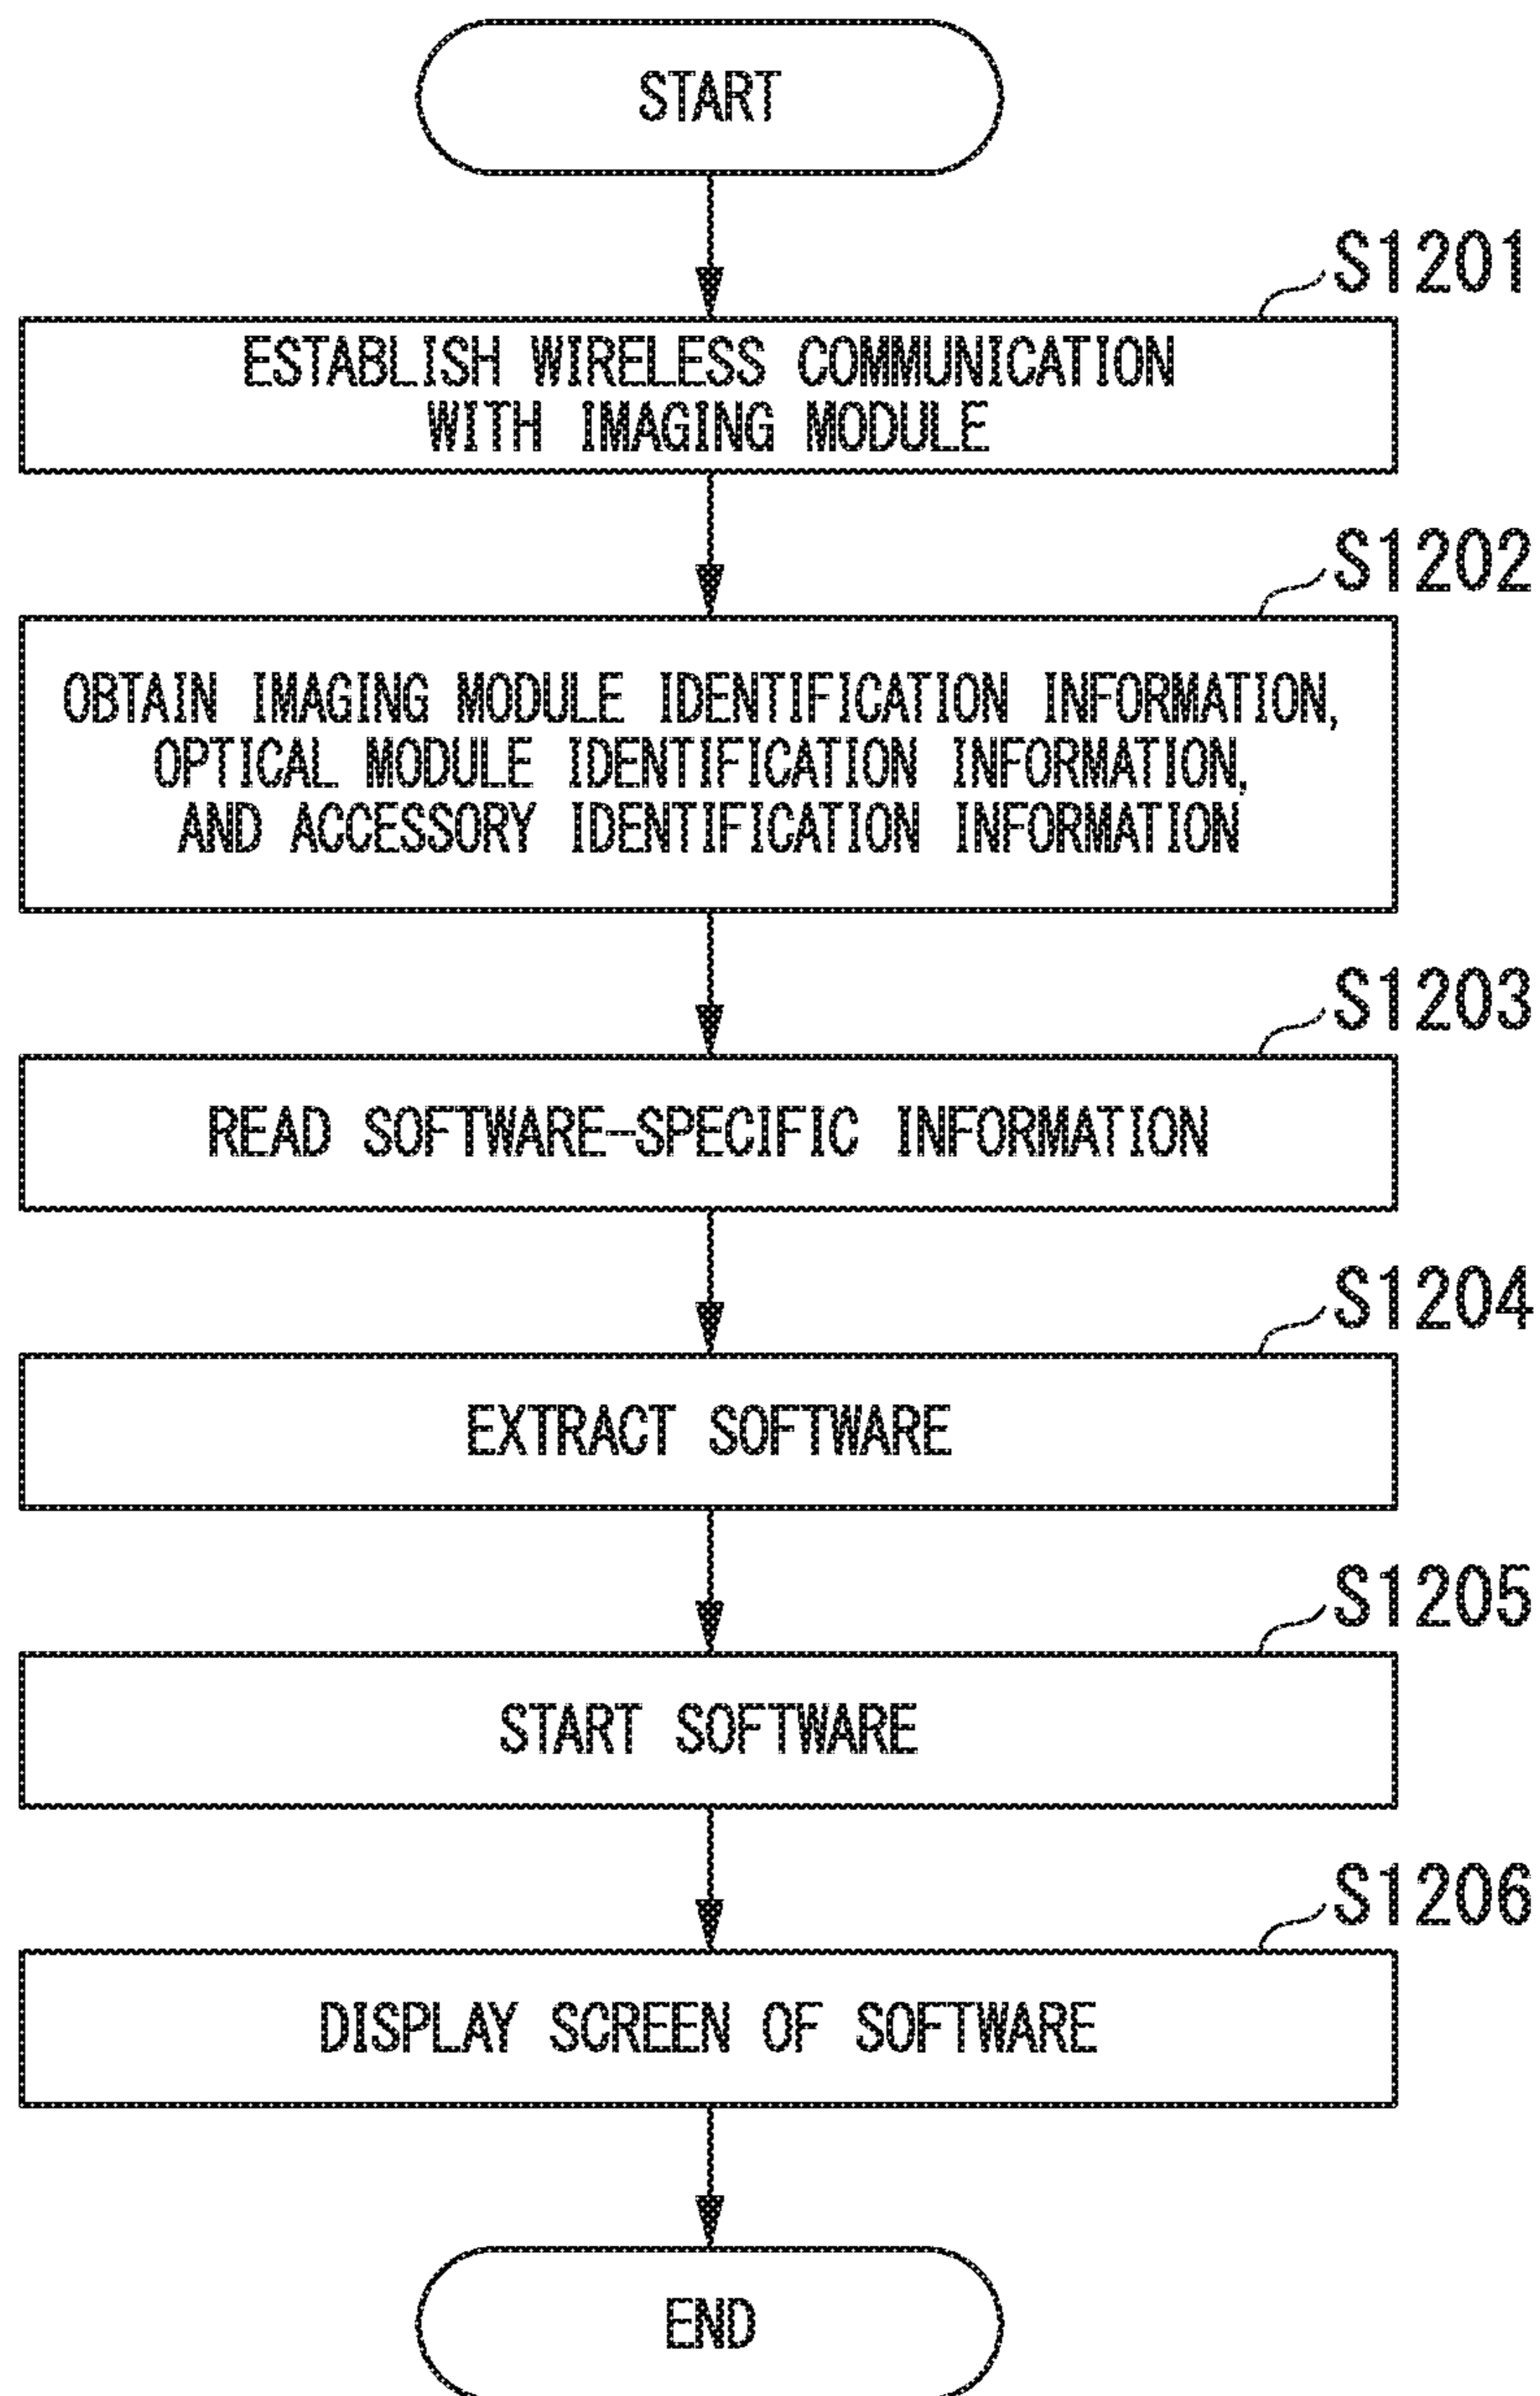 START
S1201
ESTABLISH WIRELESS COMMUNICATION
WITH IMAGING MODULE
S1202
OBTAIN IMAGING MODULE IDENTIFICATION INFORMATION,
OPTICAL MODULE IDENTIFICATION INFORMATION,
AND ACCESSORY IDENTIFICATION INFORMATION
S1203
READ SOFTWARE-SPECIFIC INFORMATION
S1204
EXTRACT SOFTWARE
S1205
START SOFTWARE
S1206
DISPLAY SCREEN OF SOFTWARE
END